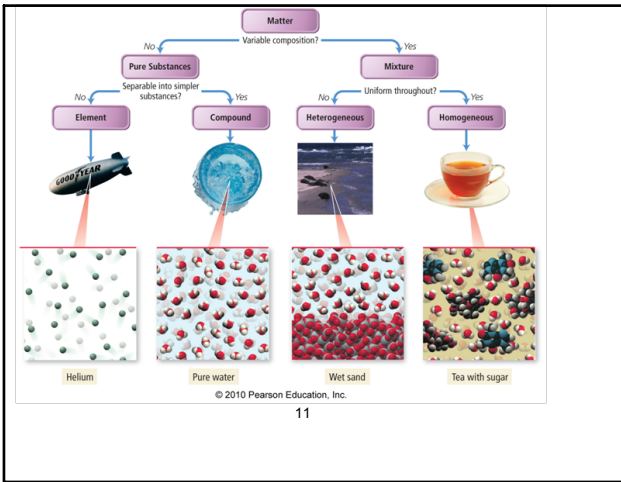 Matter
Variable composition?
No
Yes
Pure Substances
Mixture
Separable into simpler
substances?
Uniform throughout?
No
Yes
No
Yes
Element
Compound
Heterogeneous
Homogeneous
GOODYEAR
Helium
Pure water
Wet sand
Tea with sugar
© 2010 Pearson Education, Inc.
11